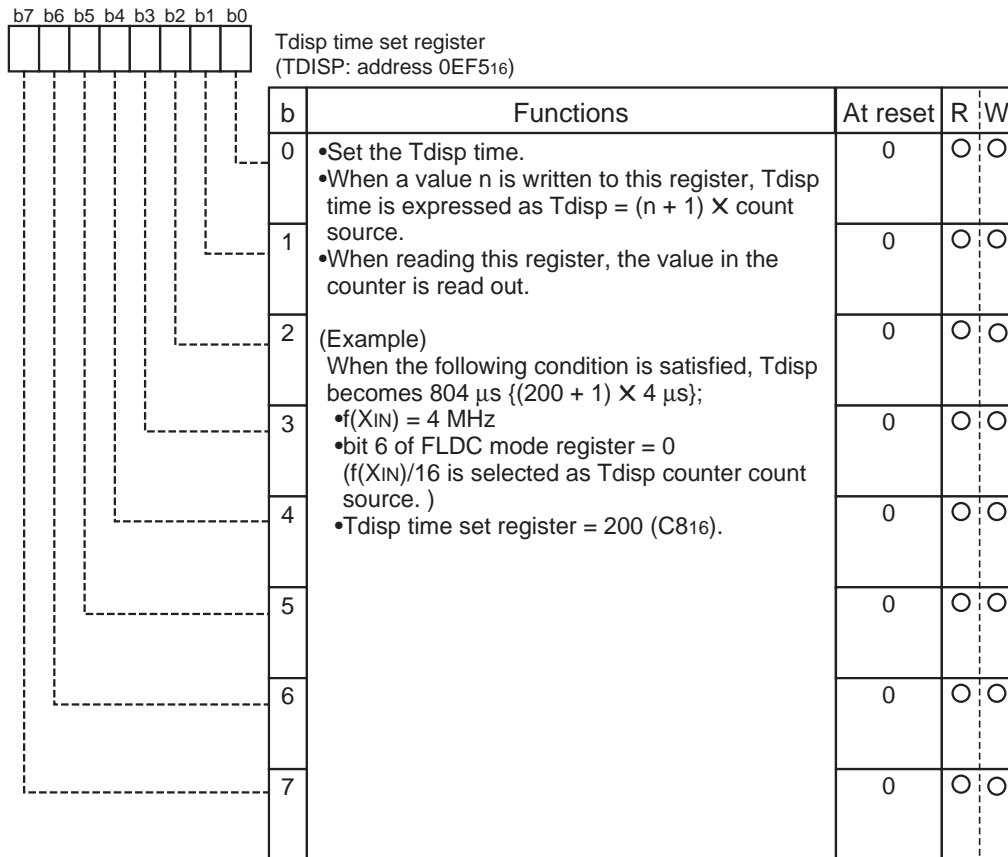 b7 b6 b5 b4 b3 b2 b1 b0
Tdisp time set register
(TDISP: address 0EF516)
b Functions At reset R W
0 •Set the Tdisp time. 0 ○ ○
•When a value n is written to this register, Tdisp
time is expressed as Tdisp = (n + 1) ✕ count
source.
1 0 ○ ○
•When reading this register, the value in the
counter is read out.
2 0 ○ ○
(Example)
When the following condition is satisfied, Tdisp
becomes 804 μs {(200 + 1) ✕ 4 μs};
3 •f(XIN) = 4 MHz 0 ○ ○
•bit 6 of FLDC mode register = 0
(f(XIN)/16 is selected as Tdisp counter count
source. )
4 •Tdisp time set register = 200 (C816). 0 ○ ○
5 0 ○ ○
6 0 ○ ○
7 0 ○ ○